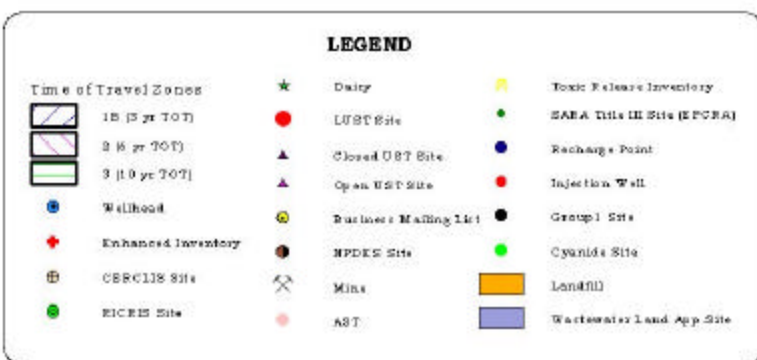 LEGEND
Time of Travel Zones
1B (3 yr TOT)
2 (6 yr TOT)
3 (10 yr TOT)
Wellhead
Enhanced Inventory
CERCLIS Site
RICRIS Site
Dairy
LUST Site
Closed UST Site
Open UST Site
Business Mailing List
NPDES Site
Mine
AST
Toxic Release Inventory
SARA Title III Site (EPCRA)
Recharge Point
Injection Well
Group1 Site
Cyanide Site
Landfill
Wastewater Land App. Site